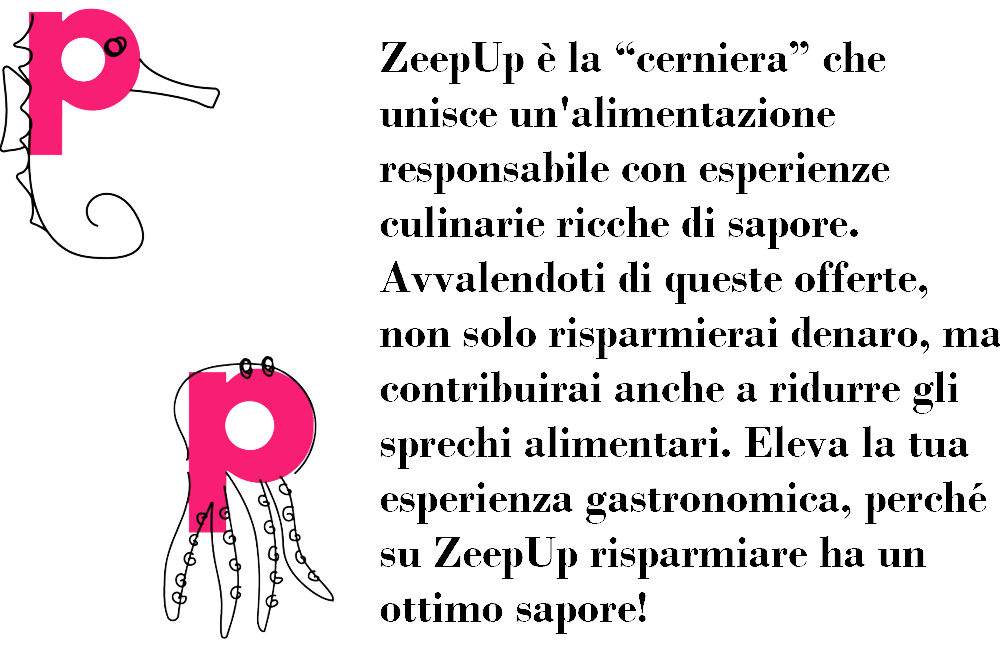 p
ZeepUp è la “cerniera” che
unisce un'alimentazione
responsabile con esperienze
culinarie ricche di sapore.
Avvalendoti di queste offerte,
non solo risparmierai denaro, ma
contribuirai anche a ridurre gli
sprechi alimentari. Eleva la tua
esperienza gastronomica, perché
su ZeepUp risparmiare ha un
ottimo sapore!
p